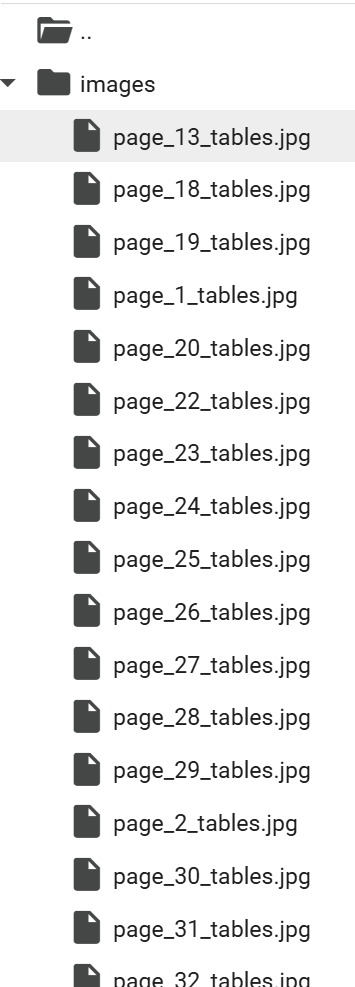 ..
images
page_13_tables.jpg
page_18_tables.jpg
page_19_tables.jpg
page_1_tables.jpg
page_20_tables.jpg
page_22_tables.jpg
page_23_tables.jpg
page_24_tables.jpg
page_25_tables.jpg
page_26_tables.jpg
page_27_tables.jpg
page_28_tables.jpg
page_29_tables.jpg
page_2_tables.jpg
page_30_tables.jpg
page_31_tables.jpg
page_32_tables.jpg